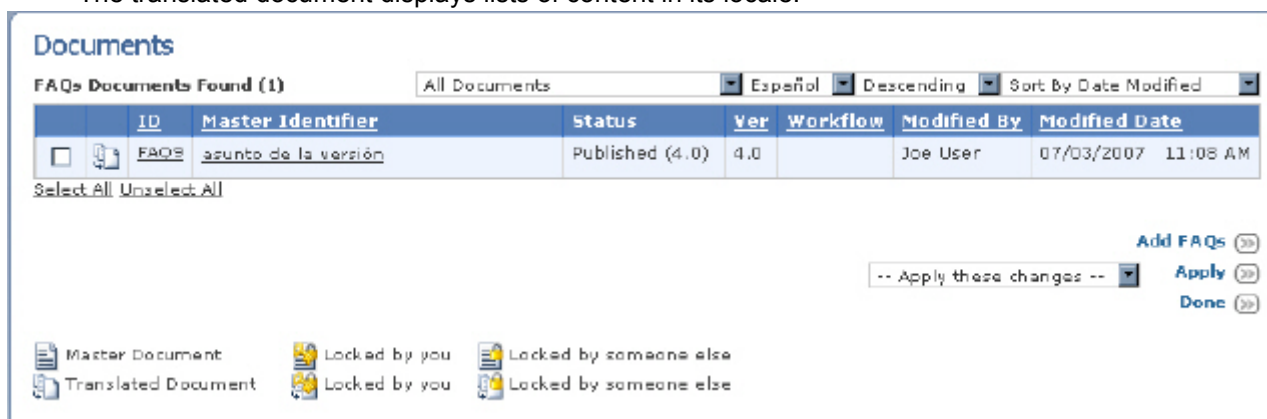 The translated document displays lists of content in its locale.
Documents
FAQs Documents Found (1) All Documents Español Descending Sort By Date Modified
ID Master Identifier Status Ver Workflow Modified By Modified Date
FAQ9 asunto de la versión Published (4.0) 4.0 Joe User 07/03/2007 11:08 AM
Select All Unselect All
Add FAQs
-- Apply these changes -- Apply
Done
Master Document Locked by you Locked by someone else
Translated Document Locked by you Locked by someone else